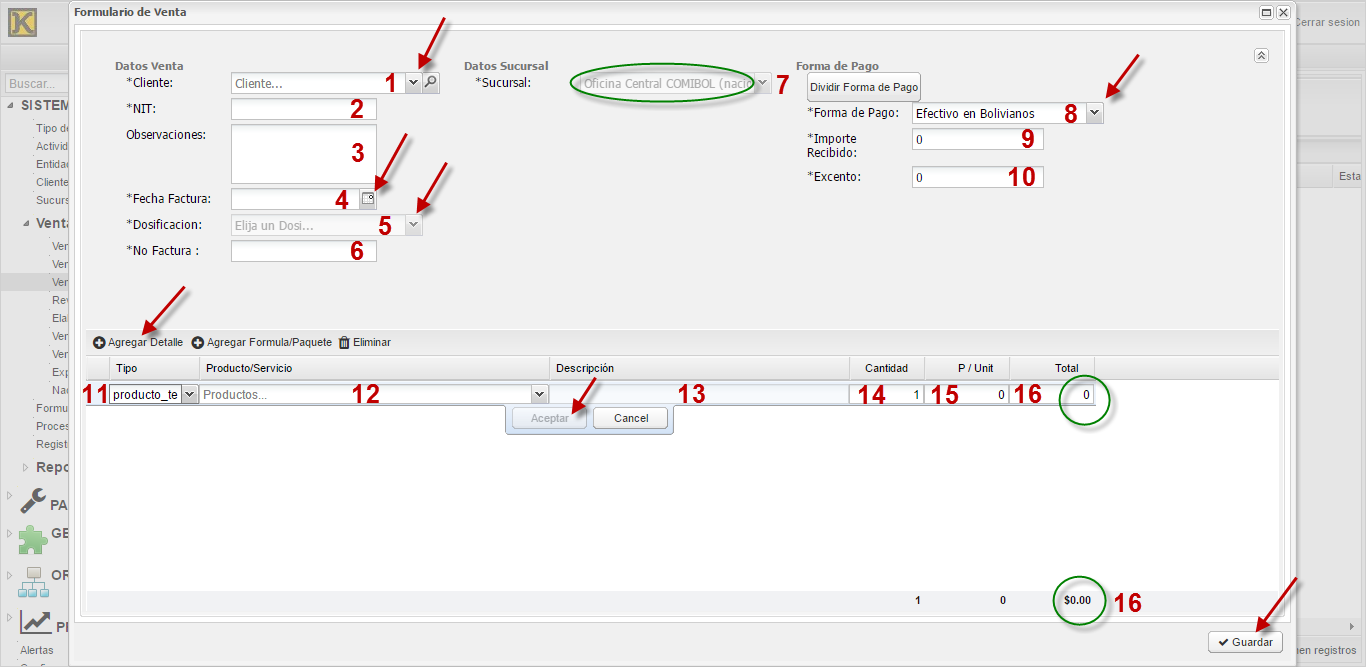 Formulario de Venta
Cerrar sesion
Buscar...
Datos Venta
Datos Sucursal
Forma de Pago
*Cliente:
Cliente...
1
*Sucursal:
Oficina Central COMIBOL (naci
7
Dividir Forma de Pago
*NIT:
2
*Forma de Pago:
Efectivo en Bolivianos
8
Observaciones:
3
*Importe
Recibido:
0
9
*Excento:
0
10
*Fecha Factura:
4
*Dosificacion:
Elija un Dosi...
5
*No Factura :
6
SISTEM
Tipo de
Activid
Entidad
Cliente
Sucurs
Venta
Ven
Ven
Ven
Rev
Ela
Ven
Ven
Exp
Nac
Formu
Proces
Registr
Repo
PA
GE
OR
Alertas
Esta
Agregar Detalle
Agregar Formula/Paquete
Eliminar
Tipo
Producto/Servicio
Descripción
Cantidad
P / Unit
Total
11
producto_te
Productos...
12
13
14
1
15
0
16
0
Aceptar
Cancel
1
0
$0.00
16
Guardar
nen registros